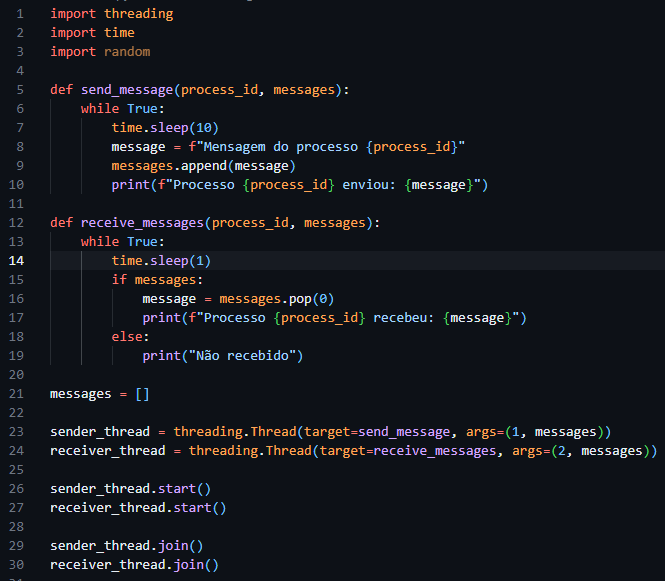 1 import threading
2 import time
3 import random
4
5 def send_message(process_id, messages):
6     while True:
7         time.sleep(10)
8         message = f"Mensagem do processo {process_id}"
9         messages.append(message)
10         print(f"Processo {process_id} enviou: {message}")
11
12 def receive_messages(process_id, messages):
13     while True:
14         time.sleep(1)
15         if messages:
16             message = messages.pop(0)
17             print(f"Processo {process_id} recebeu: {message}")
18         else:
19             print("Não recebido")
20
21 messages = []
22
23 sender_thread = threading.Thread(target=send_message, args=(1, messages))
24 receiver_thread = threading.Thread(target=receive_messages, args=(2, messages))
25
26 sender_thread.start()
27 receiver_thread.start()
28
29 sender_thread.join()
30 receiver_thread.join()